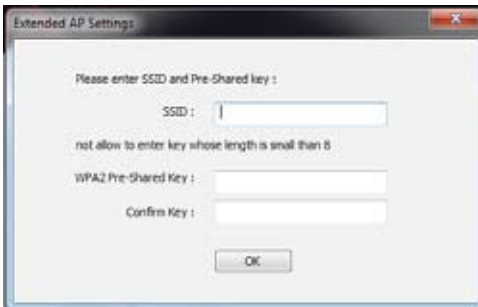 Extended AP Settings
Please enter SSID and Pre-Shared key :
SSID :
not allow to enter key whose length is small than 8
WPA2 Pre-Shared Key :
Confirm Key :
OK